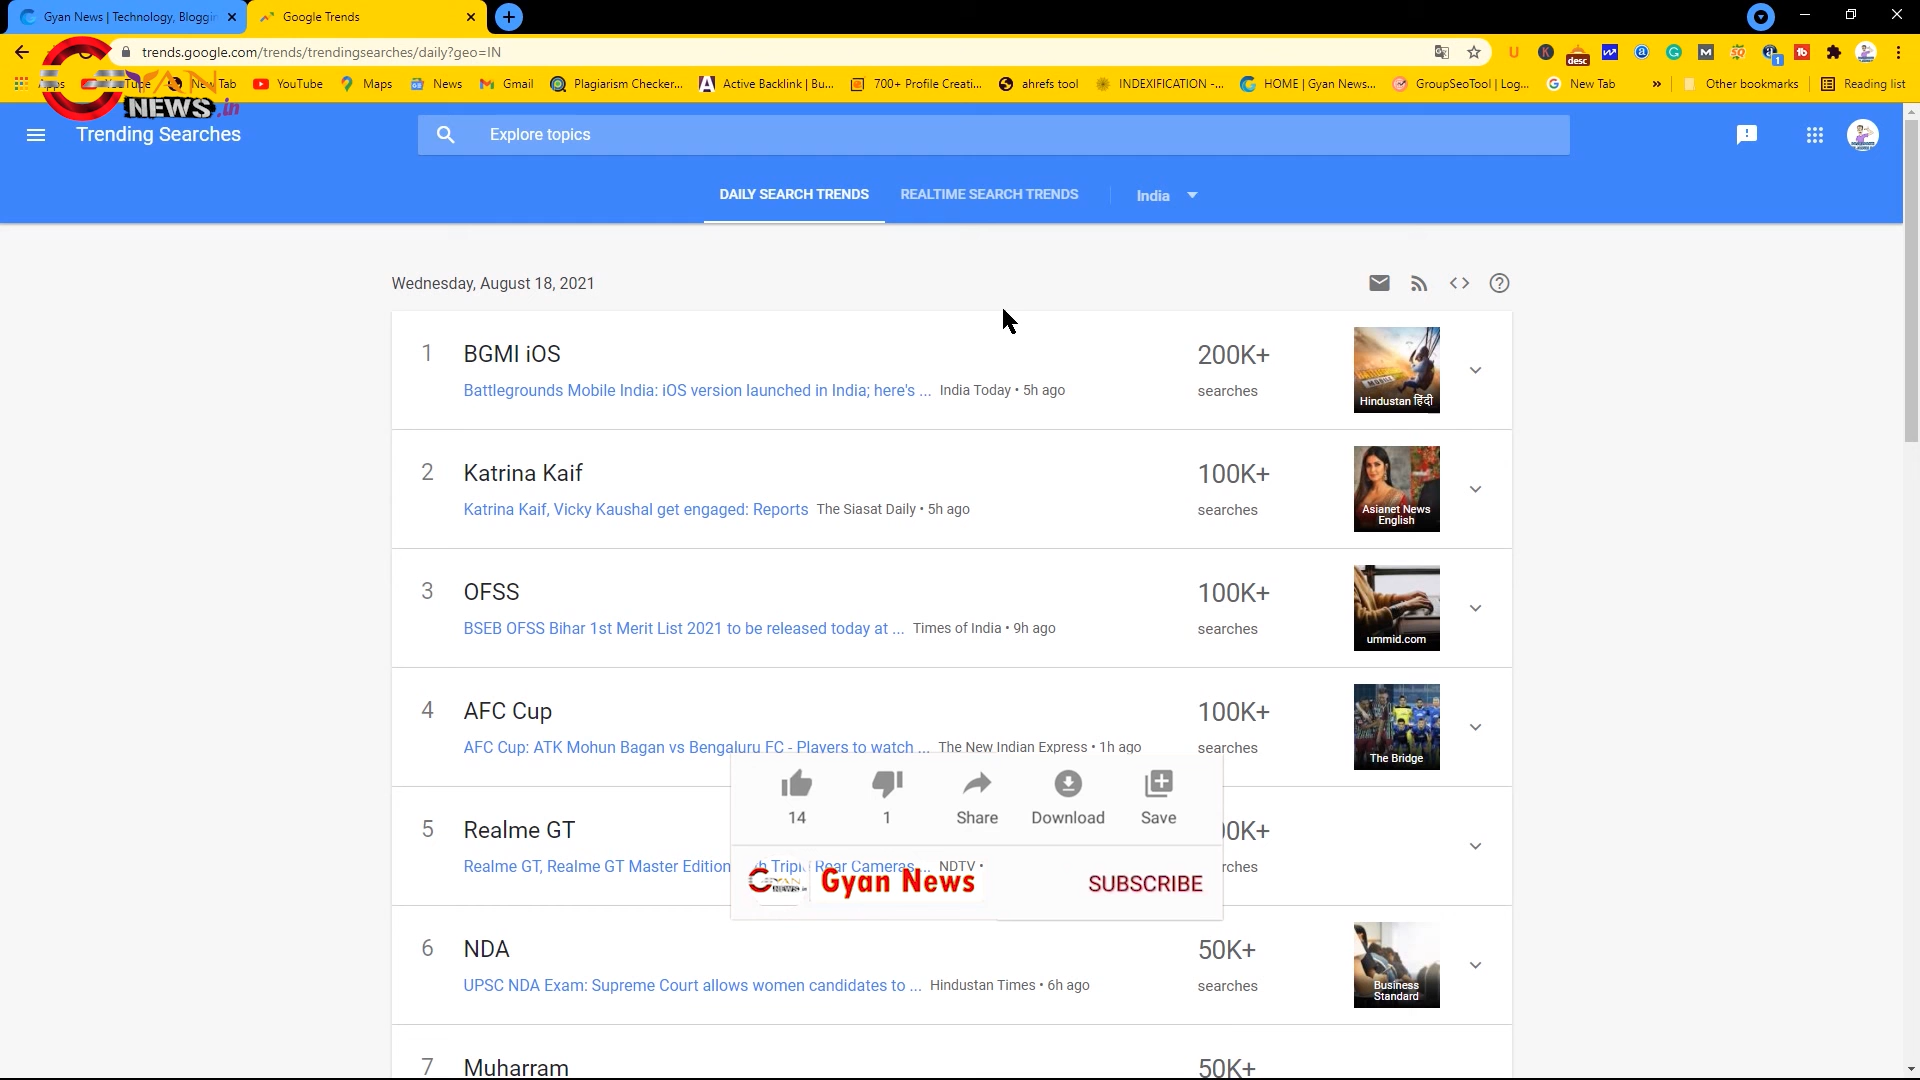 Gyan News | Technology, Bloggin
Google Trends
trends.google.com/trends/trendingsearches/daily?geo=IN
YouTube
Maps
News
Gmail
Plagiarism Checker...
Active Backlink | Bu...
700+ Profile Creati...
ahrefs tool
INDEXIFICATION -...
HOME | Gyan News...
GroupSeoTool | Log...
New Tab
Other bookmarks
Reading list
GYAN
NEWS.in
Trending Searches
Explore topics
DAILY SEARCH TRENDS
REALTIME SEARCH TRENDS
India
Wednesday, August 18, 2021
1 BGMI iOS 200K+
Battlegrounds Mobile India: iOS version launched in India; here's ... India Today • 5h ago searches
Hindustan हिंदी
2 Katrina Kaif 100K+
Katrina Kaif, Vicky Kaushal get engaged: Reports The Siasat Daily • 5h ago searches
Asianet News
English
3 OFSS 100K+
BSEB OFSS Bihar 1st Merit List 2021 to be released today at ... Times of India • 9h ago searches
ummid.com
4 AFC Cup 100K+
AFC Cup: ATK Mohun Bagan vs Bengaluru FC - Players to watch ... The New Indian Express • 1h ago searches
The Bridge
14
1
Share
Download
Save
5 Realme GT
Realme GT, Realme GT Master Edition Rear Cameras... NDTV •
Gyan News
SUBSCRIBE
6 NDA 50K+
UPSC NDA Exam: Supreme Court allows women candidates to ... Hindustan Times • 6h ago searches
Business
Standard
7 Muharram 50K+